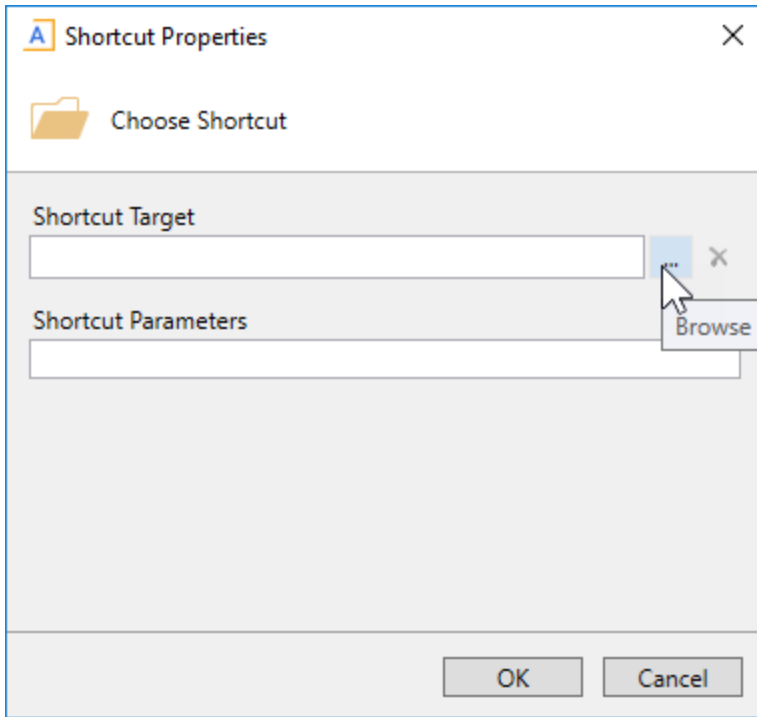 A Shortcut Properties
Choose Shortcut
Shortcut Target
...
Browse
Shortcut Parameters
OK Cancel